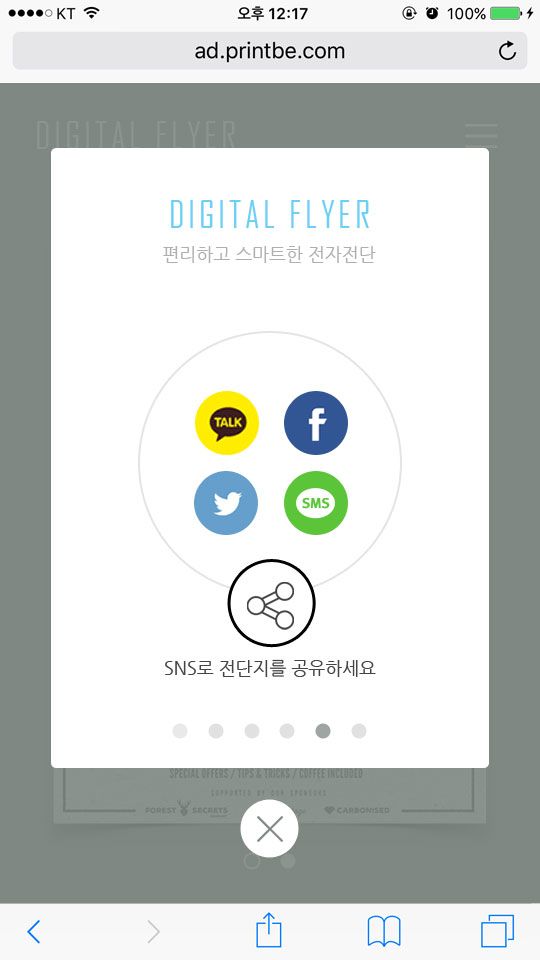 KT 오후 12:17 100%
ad.printbe.com
DIGITAL FLYER
DIGITAL FLYER
편리하고 스마트한 전자전단
TALK f
SMS
SNS로 전단지를 공유하세요
SPECIAL OFFERS / TIPS & TRICKS / COFFEE INCLUDED
SUPPORTED BY OUR SPONSORS
FOREST SECRETS CARBONISED